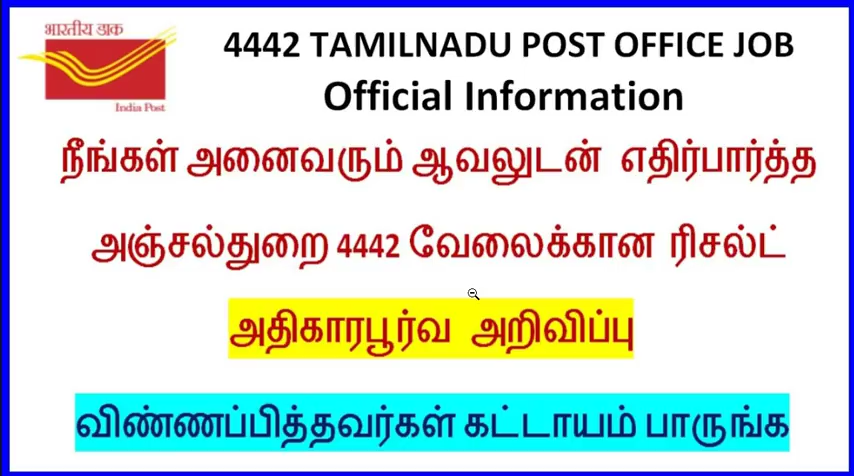 भारतीय डाक
India Post
4442 TAMILNADU POST OFFICE JOB
Official Information
நீங்கள் அனைவரும் ஆவலுடன் எதிர்பார்த்த
அஞ்சல்துறை 4442 வேலைக்கான ரிசல்ட்
அதிகாரபூர்வ அறிவிப்பு
விண்ணப்பித்தவர்கள் கட்டாயம் பாருங்க